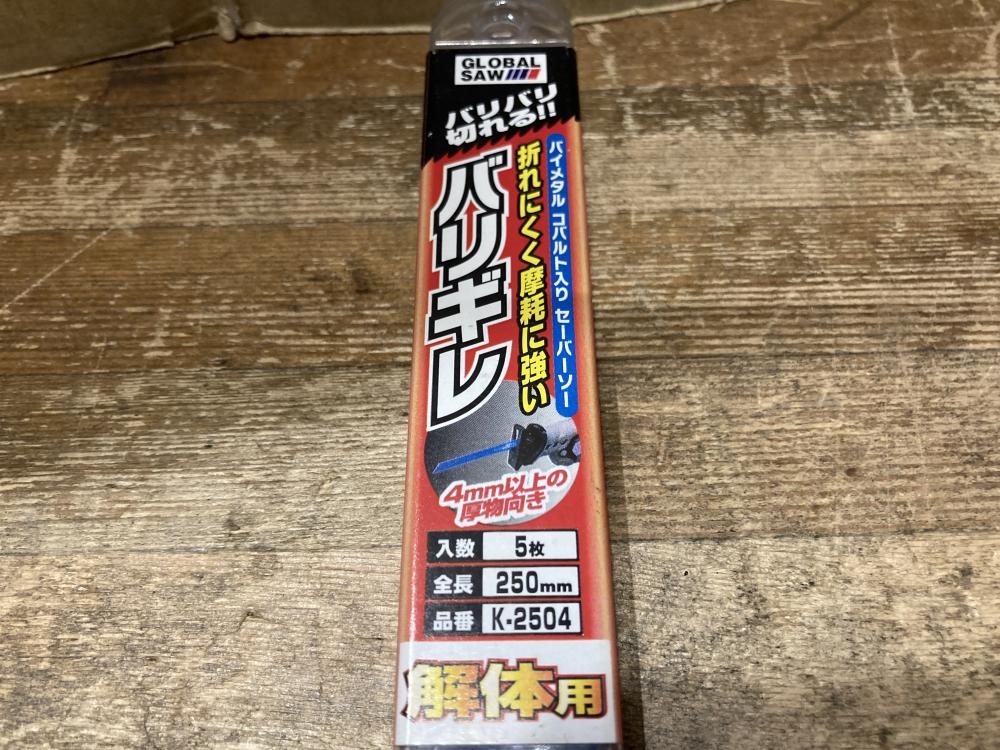 GLOBAL
SAW
バリバリ
切れる!!
バイメタル コバルト入り セーバーソー
折れにくく摩耗に強い
バリギレ
4mm以上の
厚物向き
入数 5枚
全長 250mm
品番 K-2504
解体用